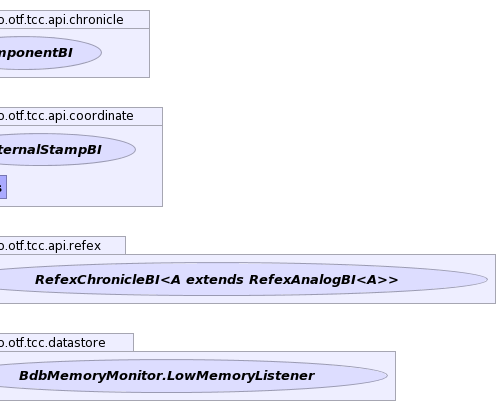 o.otf.tcc.api.chronicle
mponentBI
o.otf.tcc.api.coordinate
ternalStampBI
s
o.otf.tcc.api.refex
RefexChronicleBI<A extends RefexAnalogBI<A>>
o.otf.tcc.datastore
BdbMemoryMonitor.LowMemoryListener